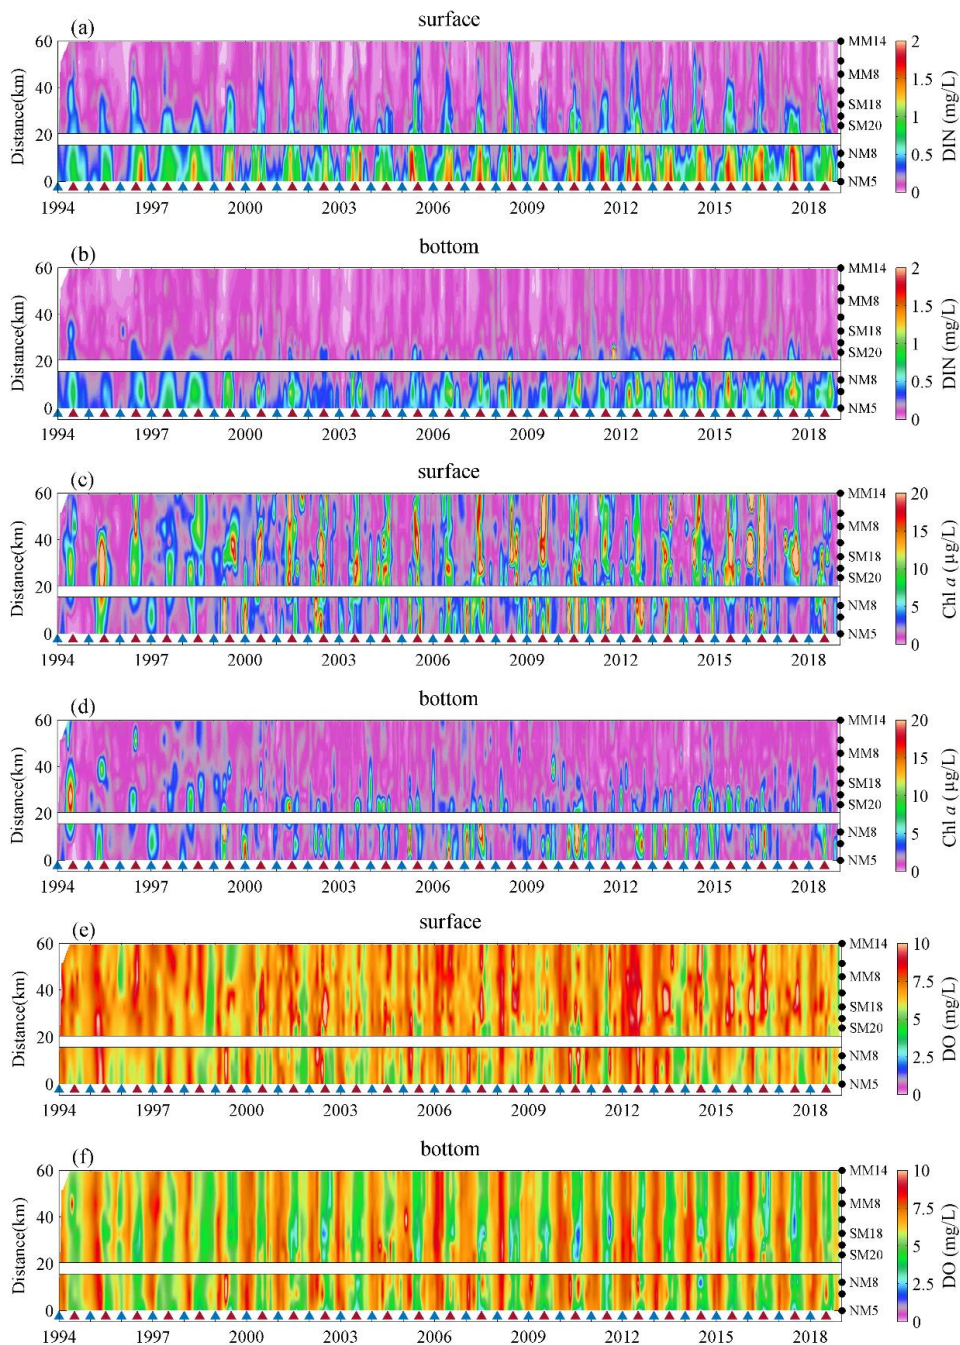 (a) surface
60
40
20
0
Distance(km)
1994 1997 2000 2003 2006 2009 2012 2015 2018
MM14
MM8
SM18
SM20
NM8
NM5
2
1.5
1
0.5
0
DIN (mg/L)
(b) bottom
60
40
20
0
Distance(km)
1994 1997 2000 2003 2006 2009 2012 2015 2018
MM14
MM8
SM18
SM20
NM8
NM5
2
1.5
1
0.5
0
DIN (mg/L)
(c) surface
60
40
20
0
Distance(km)
1994 1997 2000 2003 2006 2009 2012 2015 2018
MM14
MM8
SM18
SM20
NM8
NM5
20
15
10
5
0
Chl a (µg/L)
(d) bottom
60
40
20
0
Distance(km)
1994 1997 2000 2003 2006 2009 2012 2015 2018
MM14
MM8
SM18
SM20
NM8
NM5
20
15
10
5
0
Chl a (µg/L)
(e) surface
60
40
20
0
Distance(km)
1994 1997 2000 2003 2006 2009 2012 2015 2018
MM14
MM8
SM18
SM20
NM8
NM5
10
7.5
5
2.5
0
DO (mg/L)
(f) bottom
60
40
20
0
Distance(km)
1994 1997 2000 2003 2006 2009 2012 2015 2018
MM14
MM8
SM18
SM20
NM8
NM5
10
7.5
5
2.5
0
DO (mg/L)